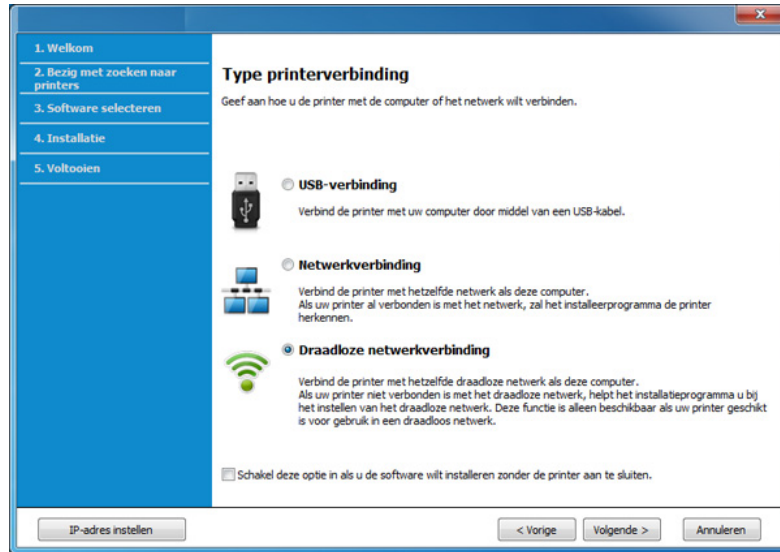 1. Welkom
2. Bezig met zoeken naar
printers
3. Software selecteren
4. Installatie
5. Voltooien
Type printerverbinding
Geef aan hoe u de printer met de computer of het netwerk wilt verbinden.
USB-verbinding
Verbind de printer met uw computer door middel van een USB-kabel.
Netwerkverbinding
Verbind de printer met hetzelfde netwerk als deze computer.
Als uw printer al verbonden is met het netwerk, zal het installeerprogramma de printer
herkennen.
Draadloze netwerkverbinding
Verbind de printer met hetzelfde draadloze netwerk als deze computer.
Als uw printer niet verbonden is met het draadloze netwerk, helpt het installatieprogramma u bij
het instellen van het draadloze netwerk. Deze functie is alleen beschikbaar als uw printer geschikt
is voor gebruik in een draadloos netwerk.
Schakel deze optie in als u de software wilt installeren zonder de printer aan te sluiten.
IP-adres instellen
< Vorige
Volgende >
Annuleren